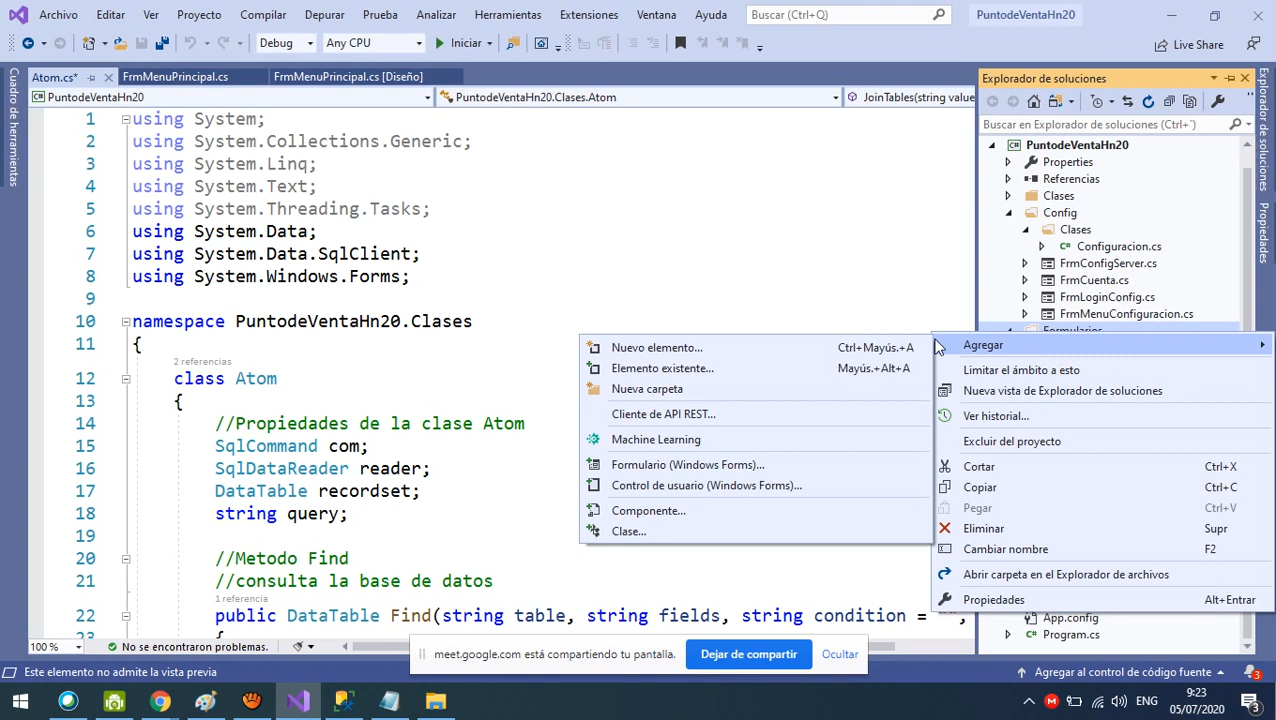 Archivo Editar Ver Proyecto Compilar Depurar Prueba Analizar Herramientas Extensiones Ventana Ayuda Buscar (Ctrl+Q) PuntodeVentaHn20
Debug Any CPU Iniciar Live Share
Cuadro de herramientas
Atom.cs* FrmMenuPrincipal.cs FrmMenuPrincipal.cs [Diseño]
PuntodeVentaHn20 PuntodeVentaHn20.Clases.Atom JoinTables(string value
1 using System;
2 using System.Collections.Generic;
3 using System.Linq;
4 using System.Text;
5 using System.Threading.Tasks;
6 using System.Data;
7 using System.Data.SqlClient;
8 using System.Windows.Forms;
9
10 namespace PuntodeVentaHn20.Clases
11 {
2 referencias
12 class Atom
13 {
14 //Propiedades de la clase Atom
15 SqlCommand com;
16 SqlDataReader reader;
17 DataTable recordset;
18 string query;
19
20 //Metodo Find
21 //consulta la base de datos
1 referencia
22 public DataTable Find(string table, string fields, string condition = "",
23 {
100 % No se encontraron problemas.
Explorador de soluciones
Buscar en Explorador de soluciones (Ctrl+¨)
PuntodeVentaHn20
Properties
Referencias
Clases
Config
Clases
Configuracion.cs
FrmConfigServer.cs
FrmCuenta.cs
FrmLoginConfig.cs
FrmMenuConfiguracion.cs
Formularios
App.config
Program.cs
Explorador de soluciones
Propiedades
Agregar
Limitar el ámbito a esto
Nueva vista de Explorador de soluciones
Ver historial...
Excluir del proyecto
Cortar Ctrl+X
Copiar Ctrl+C
Pegar Ctrl+V
Eliminar Supr
Cambiar nombre F2
Abrir carpeta en el Explorador de archivos
Propiedades Alt+Entrar
Nuevo elemento... Ctrl+Mayús.+A
Elemento existente... Mayús.+Alt+A
Nueva carpeta
Cliente de API REST...
Machine Learning
Formulario (Windows Forms)...
Control de usuario (Windows Forms)...
Componente...
Clase...
meet.google.com está compartiendo tu pantalla. Dejar de compartir Ocultar
Este elemento no admite la vista previa Agregar al control de código fuente 3
ENG 9:23 05/07/2020 3